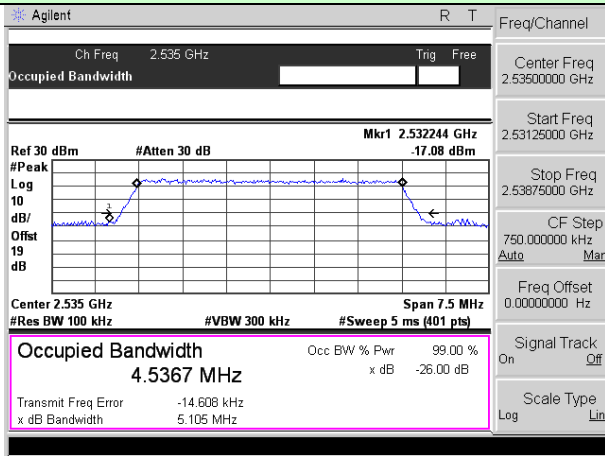 Agilent R T
Ch Freq 2.535 GHz Trig Free
Occupied Bandwidth
Mkr1 2.532244 GHz
Ref 30 dBm #Atten 30 dB -17.08 dBm
#Peak
Log
10
dB/
Offst
19
dB
1
Center 2.535 GHz Span 7.5 MHz
#Res BW 100 kHz #VBW 300 kHz #Sweep 5 ms (401 pts)
Occupied Bandwidth Occ BW % Pwr 99.00 %
4.5367 MHz x dB -26.00 dB
Transmit Freq Error -14.608 kHz
x dB Bandwidth 5.105 MHz
Freq/Channel
Center Freq
2.53500000 GHz
Start Freq
2.53125000 GHz
Stop Freq
2.53875000 GHz
CF Step
750.000000 kHz
Auto Man
Freq Offset
0.00000000 Hz
Signal Track
On Off
Scale Type
Log Lin